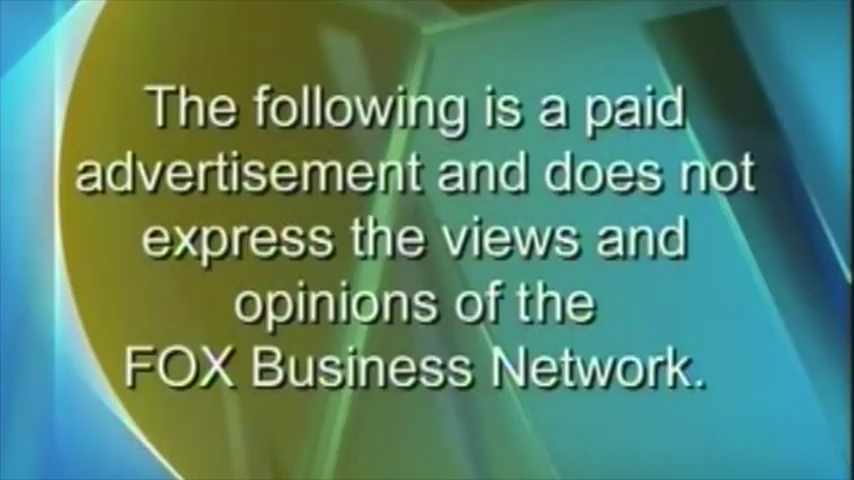 The following is a paid
advertisement and does not
express the views and
opinions of the
FOX Business Network.